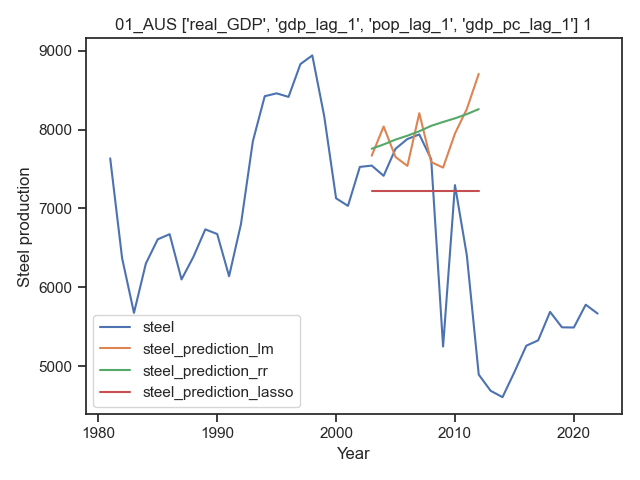 01_AUS ['real_GDP', 'gdp_lag_1', 'pop_lag_1', 'gdp_pc_lag_1'] 1
9000
8000
7000
6000
5000
Steel production
steel
steel_prediction_lm
steel_prediction_rr
steel_prediction_lasso
1980
1990
2000
2010
2020
Year